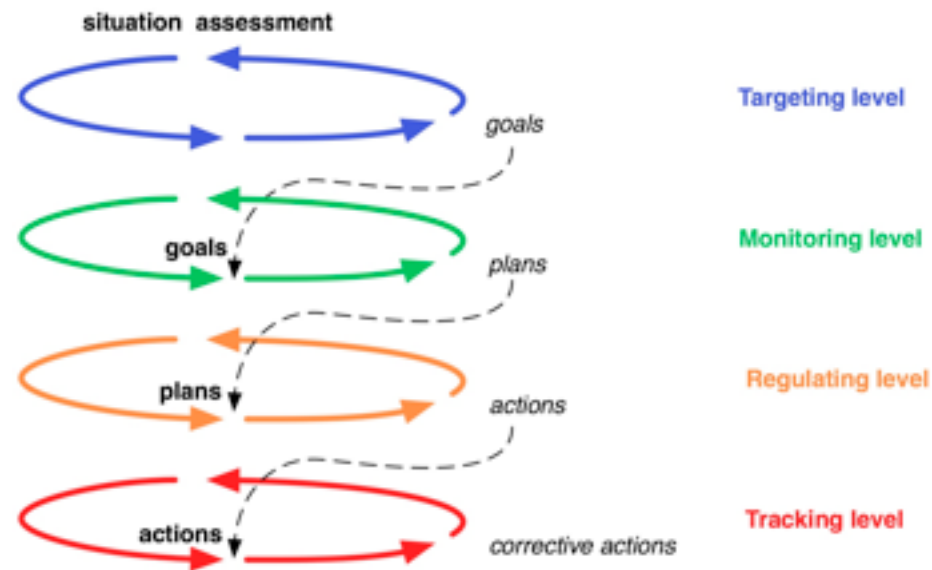 situation assessment
Targeting level
goals
Monitoring level
goals
plans
Regulating level
plans
actions
Tracking level
actions
corrective actions